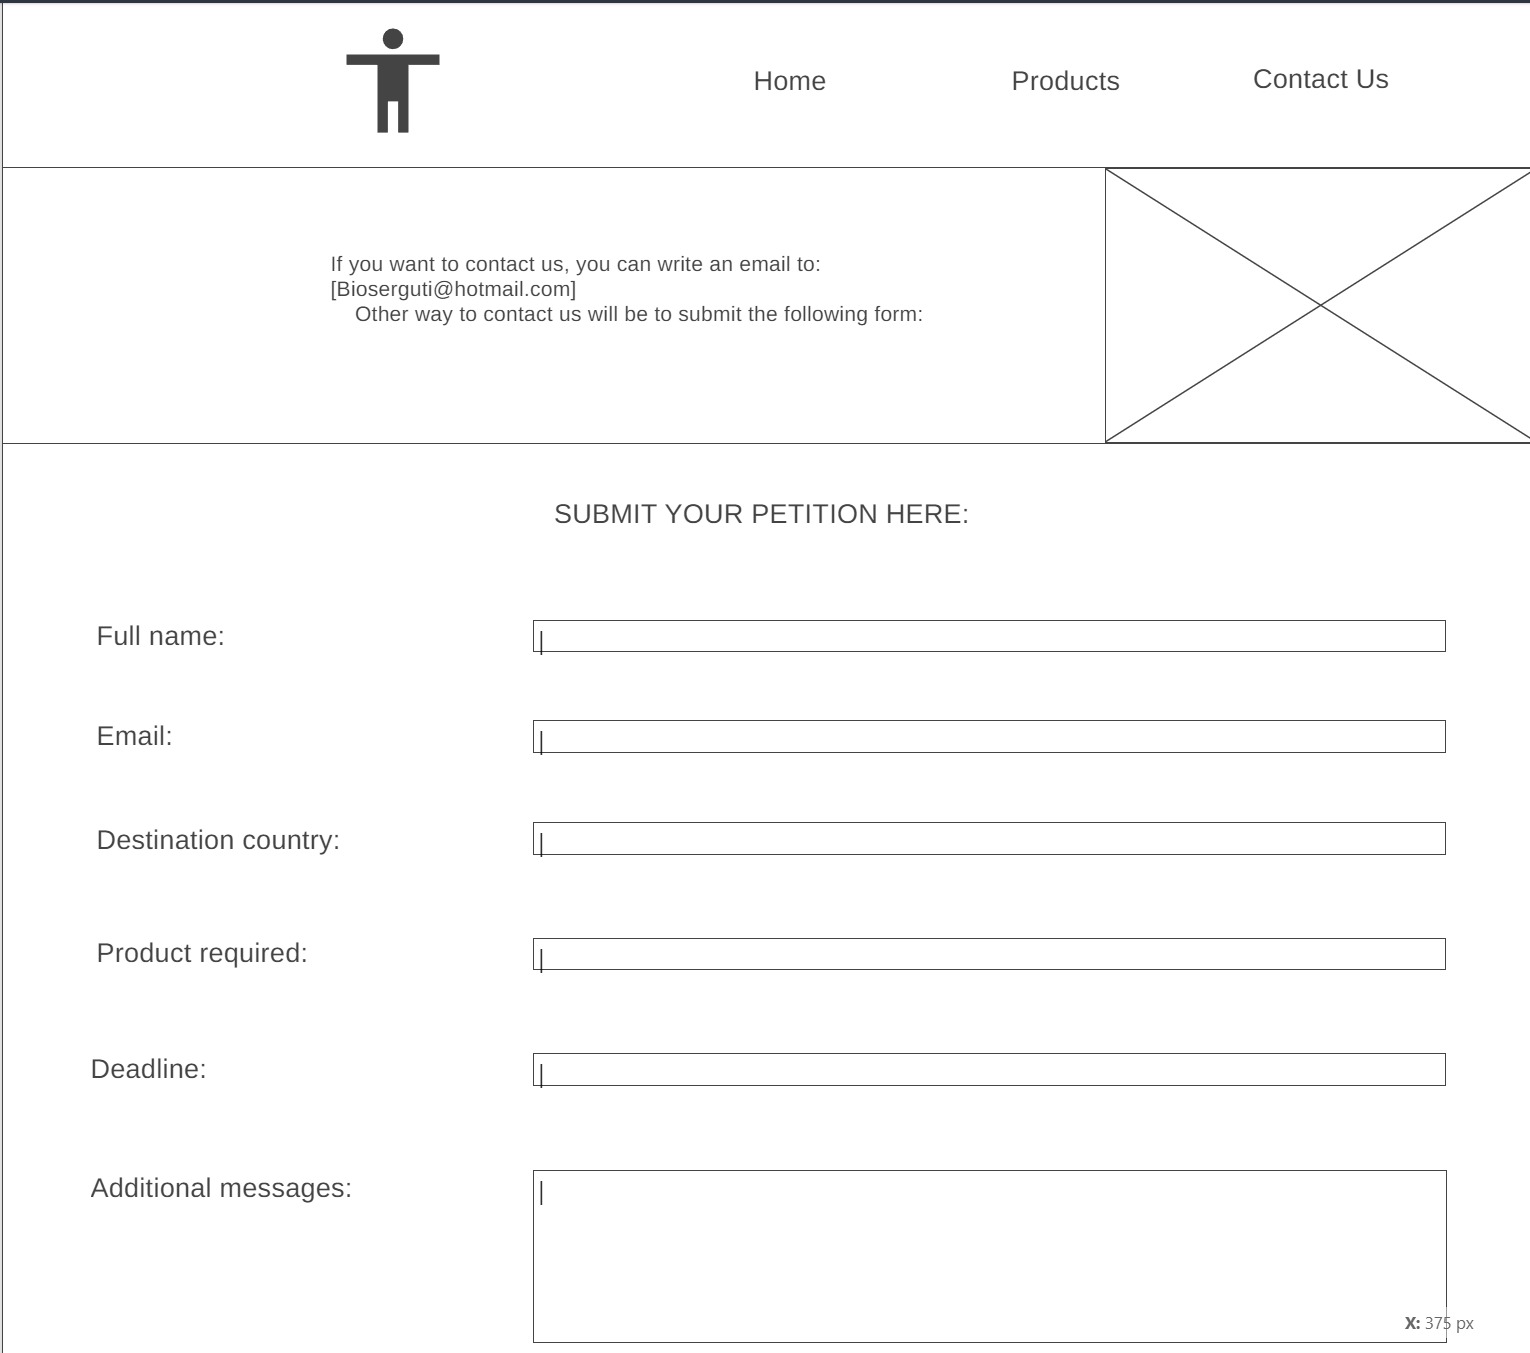 Home Products Contact Us
If you want to contact us, you can write an email to:
[Bioserguti@hotmail.com]
Other way to contact us will be to submit the following form:
SUBMIT YOUR PETITION HERE:
Full name:
Email:
Destination country:
Product required:
Deadline:
Additional messages:
X: 375 px